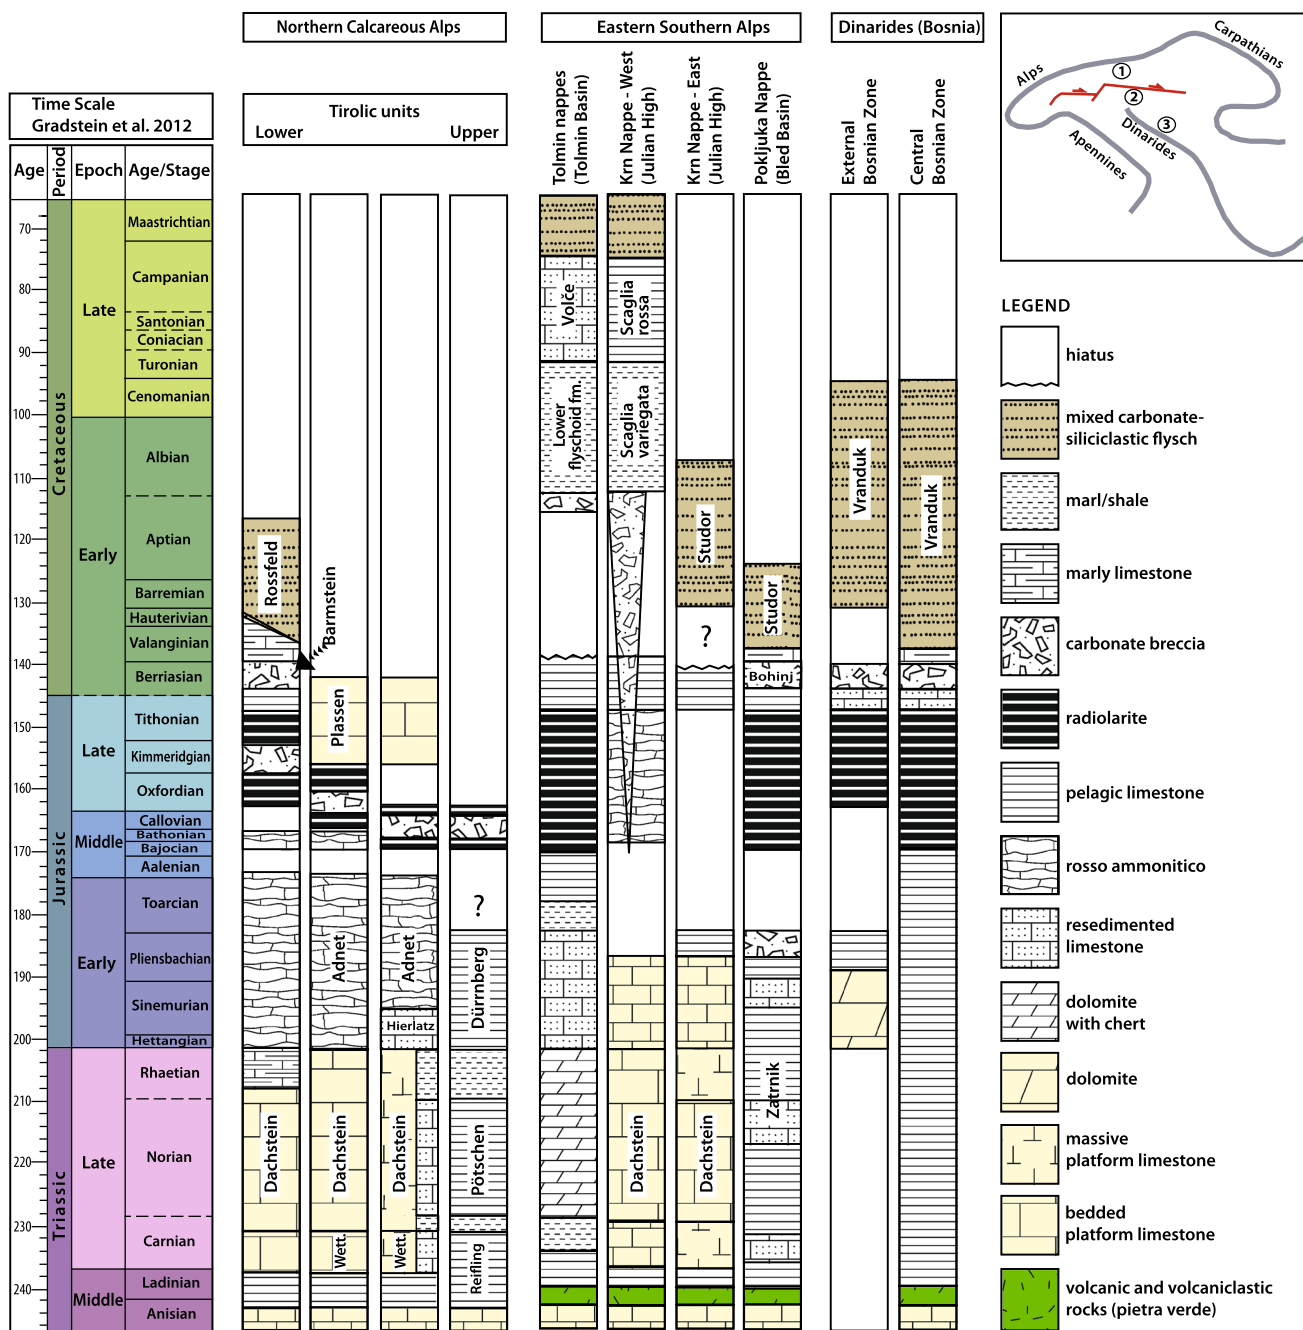 Northern Calcareous Alps
Eastern Southern Alps
Dinarides (Bosnia)
Time Scale
Gradstein et al. 2012
Tirolic units
Lower
Upper
Tolmin nappes
(Tolmin Basin)
Krn Nappe - West
(Julian High)
Krn Nappe - East
(Julian High)
Pokljuka Nappe
(Bled Basin)
External
Bosnian Zone
Central
Bosnian Zone
Alps
Carpathians
Apennines
Dinarides
1
2
3
Age
Period
Epoch
Age/Stage
70
80
90
100
110
120
130
140
150
160
170
180
190
200
210
220
230
240
Cretaceous
Jurassic
Triassic
Late
Early
Late
Middle
Early
Late
Middle
Maastrichtian
Campanian
Santonian
Coniacian
Turonian
Cenomanian
Albian
Aptian
Barremian
Hauterivian
Valanginian
Berriasian
Tithonian
Kimmeridgian
Oxfordian
Callovian
Bathonian
Bajocian
Aalenian
Toarcian
Pliensbachian
Sinemurian
Hettangian
Rhaetian
Norian
Carnian
Ladinian
Anisian
Rossfeld
Dachstein
Barmstein
Plassen
Adnet
Dachstein
Wett.
Adnet
Hierlatz
Dachstein
Wett.
?
Dürrnberg
Pötschen
Reifling
Volče
Lower
flyschoid fm.
Scaglia
rossa
Scaglia
variegata
Dachstein
Studor
?
Dachstein
Studor
Bohinj
Zatrnik
Vranduk
Vranduk
LEGEND
hiatus
mixed carbonate-
siliciclastic flysch
marl/shale
marly limestone
carbonate breccia
radiolarite
pelagic limestone
rosso ammonitico
resedimented
limestone
dolomite
with chert
dolomite
massive
platform limestone
bedded
platform limestone
volcanic and volcaniclastic
rocks (pietra verde)